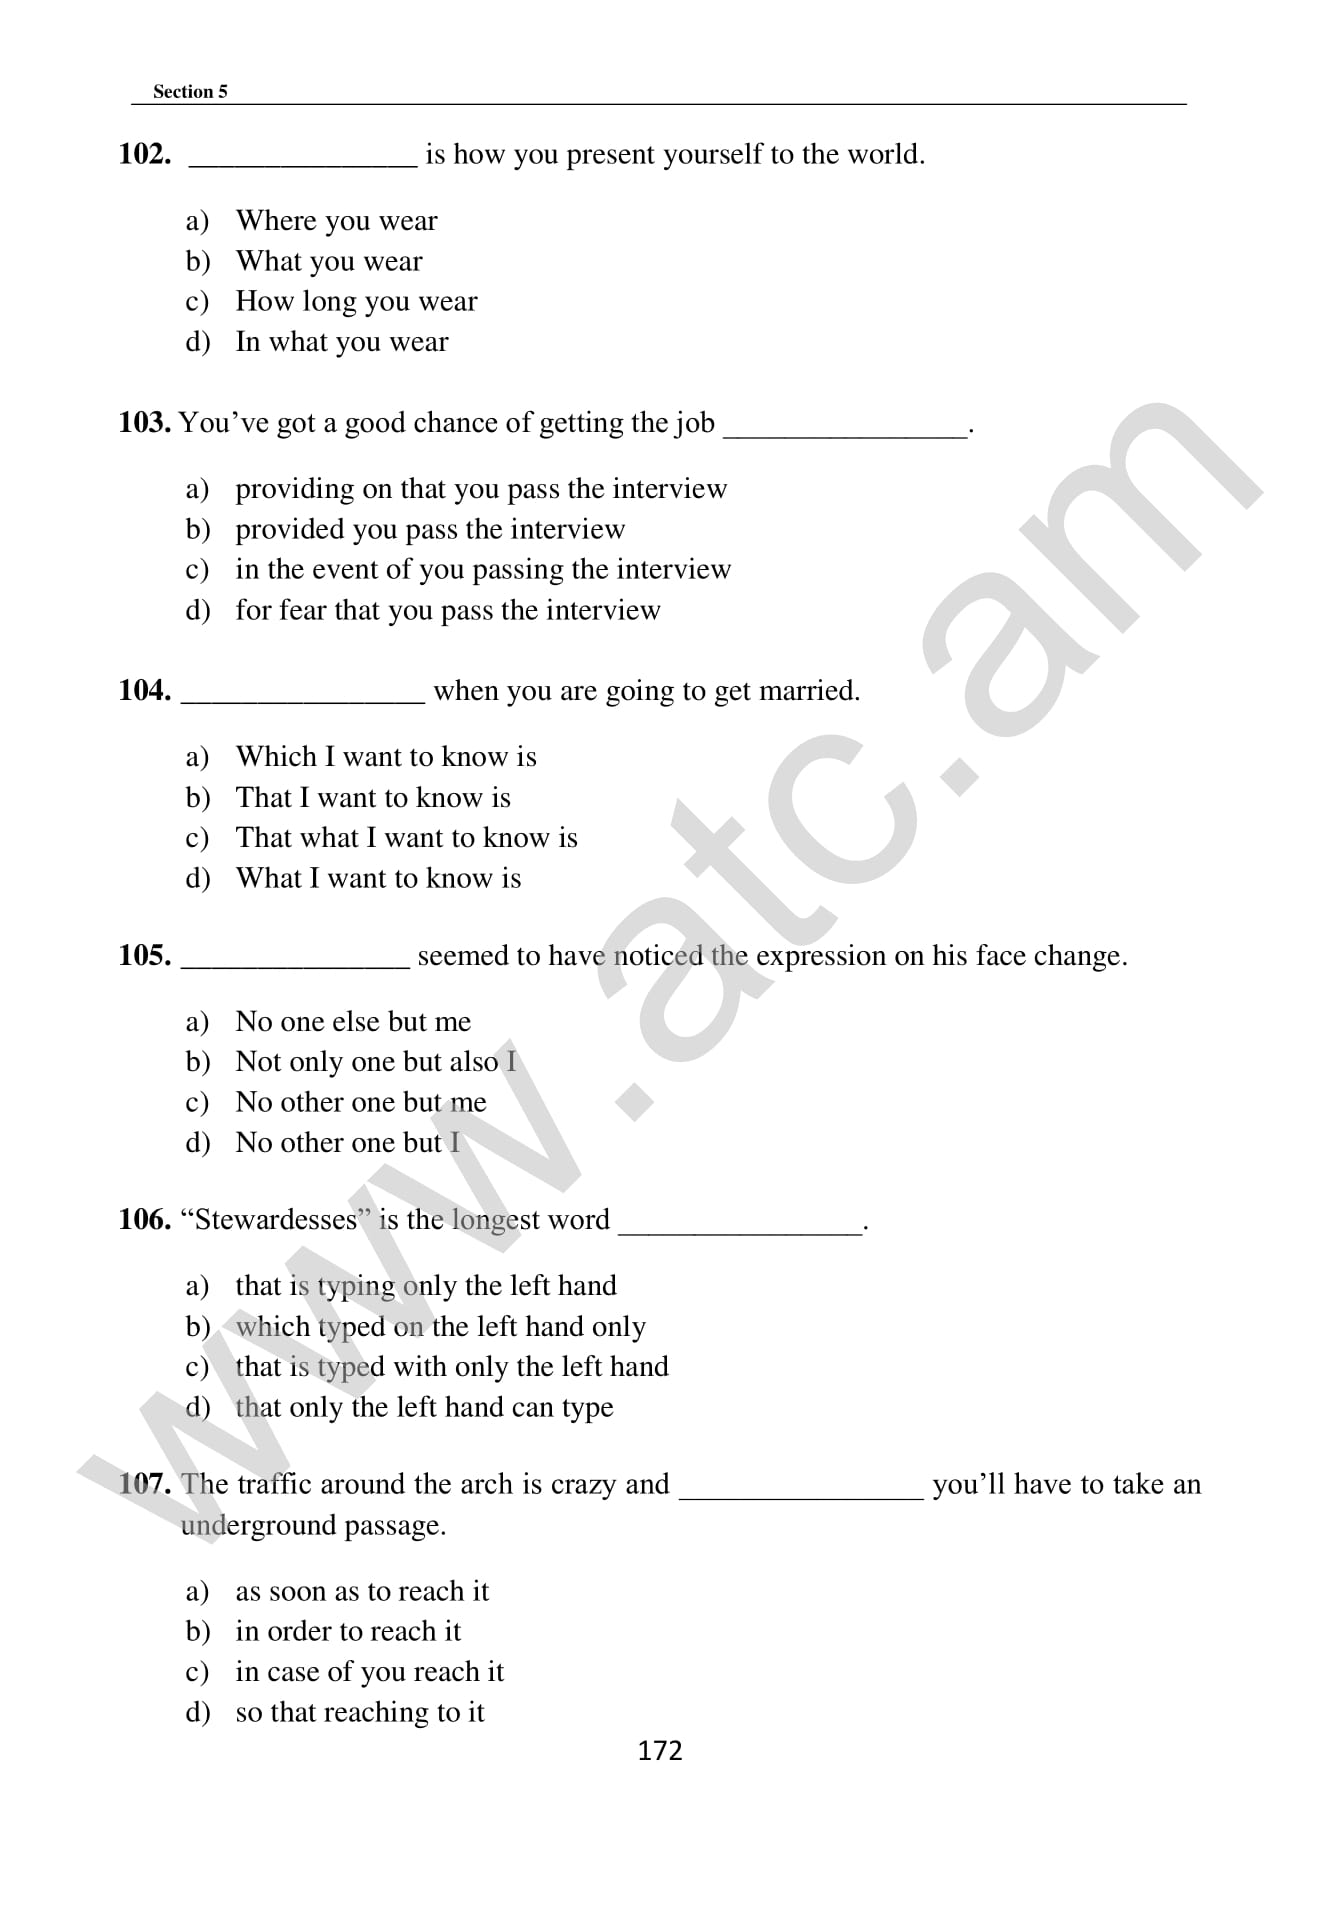 Section 5
102. _______________ is how you present yourself to the world.
a) Where you wear
b) What you wear
c) How long you wear
d) In what you wear
103. You’ve got a good chance of getting the job ________________.
a) providing on that you pass the interview
b) provided you pass the interview
c) in the event of you passing the interview
d) for fear that you pass the interview
104. ________________ when you are going to get married.
a) Which I want to know is
b) That I want to know is
c) That what I want to know is
d) What I want to know is
105. _______________ seemed to have noticed the expression on his face change.
a) No one else but me
b) Not only one but also I
c) No other one but me
d) No other one but I
106. “Stewardesses” is the longest word ________________.
a) that is typing only the left hand
b) which typed on the left hand only
c) that is typed with only the left hand
d) that only the left hand can type
107. The traffic around the arch is crazy and ________________ you’ll have to take an
underground passage.
a) as soon as to reach it
b) in order to reach it
c) in case of you reach it
d) so that reaching to it
172
www.atc.am